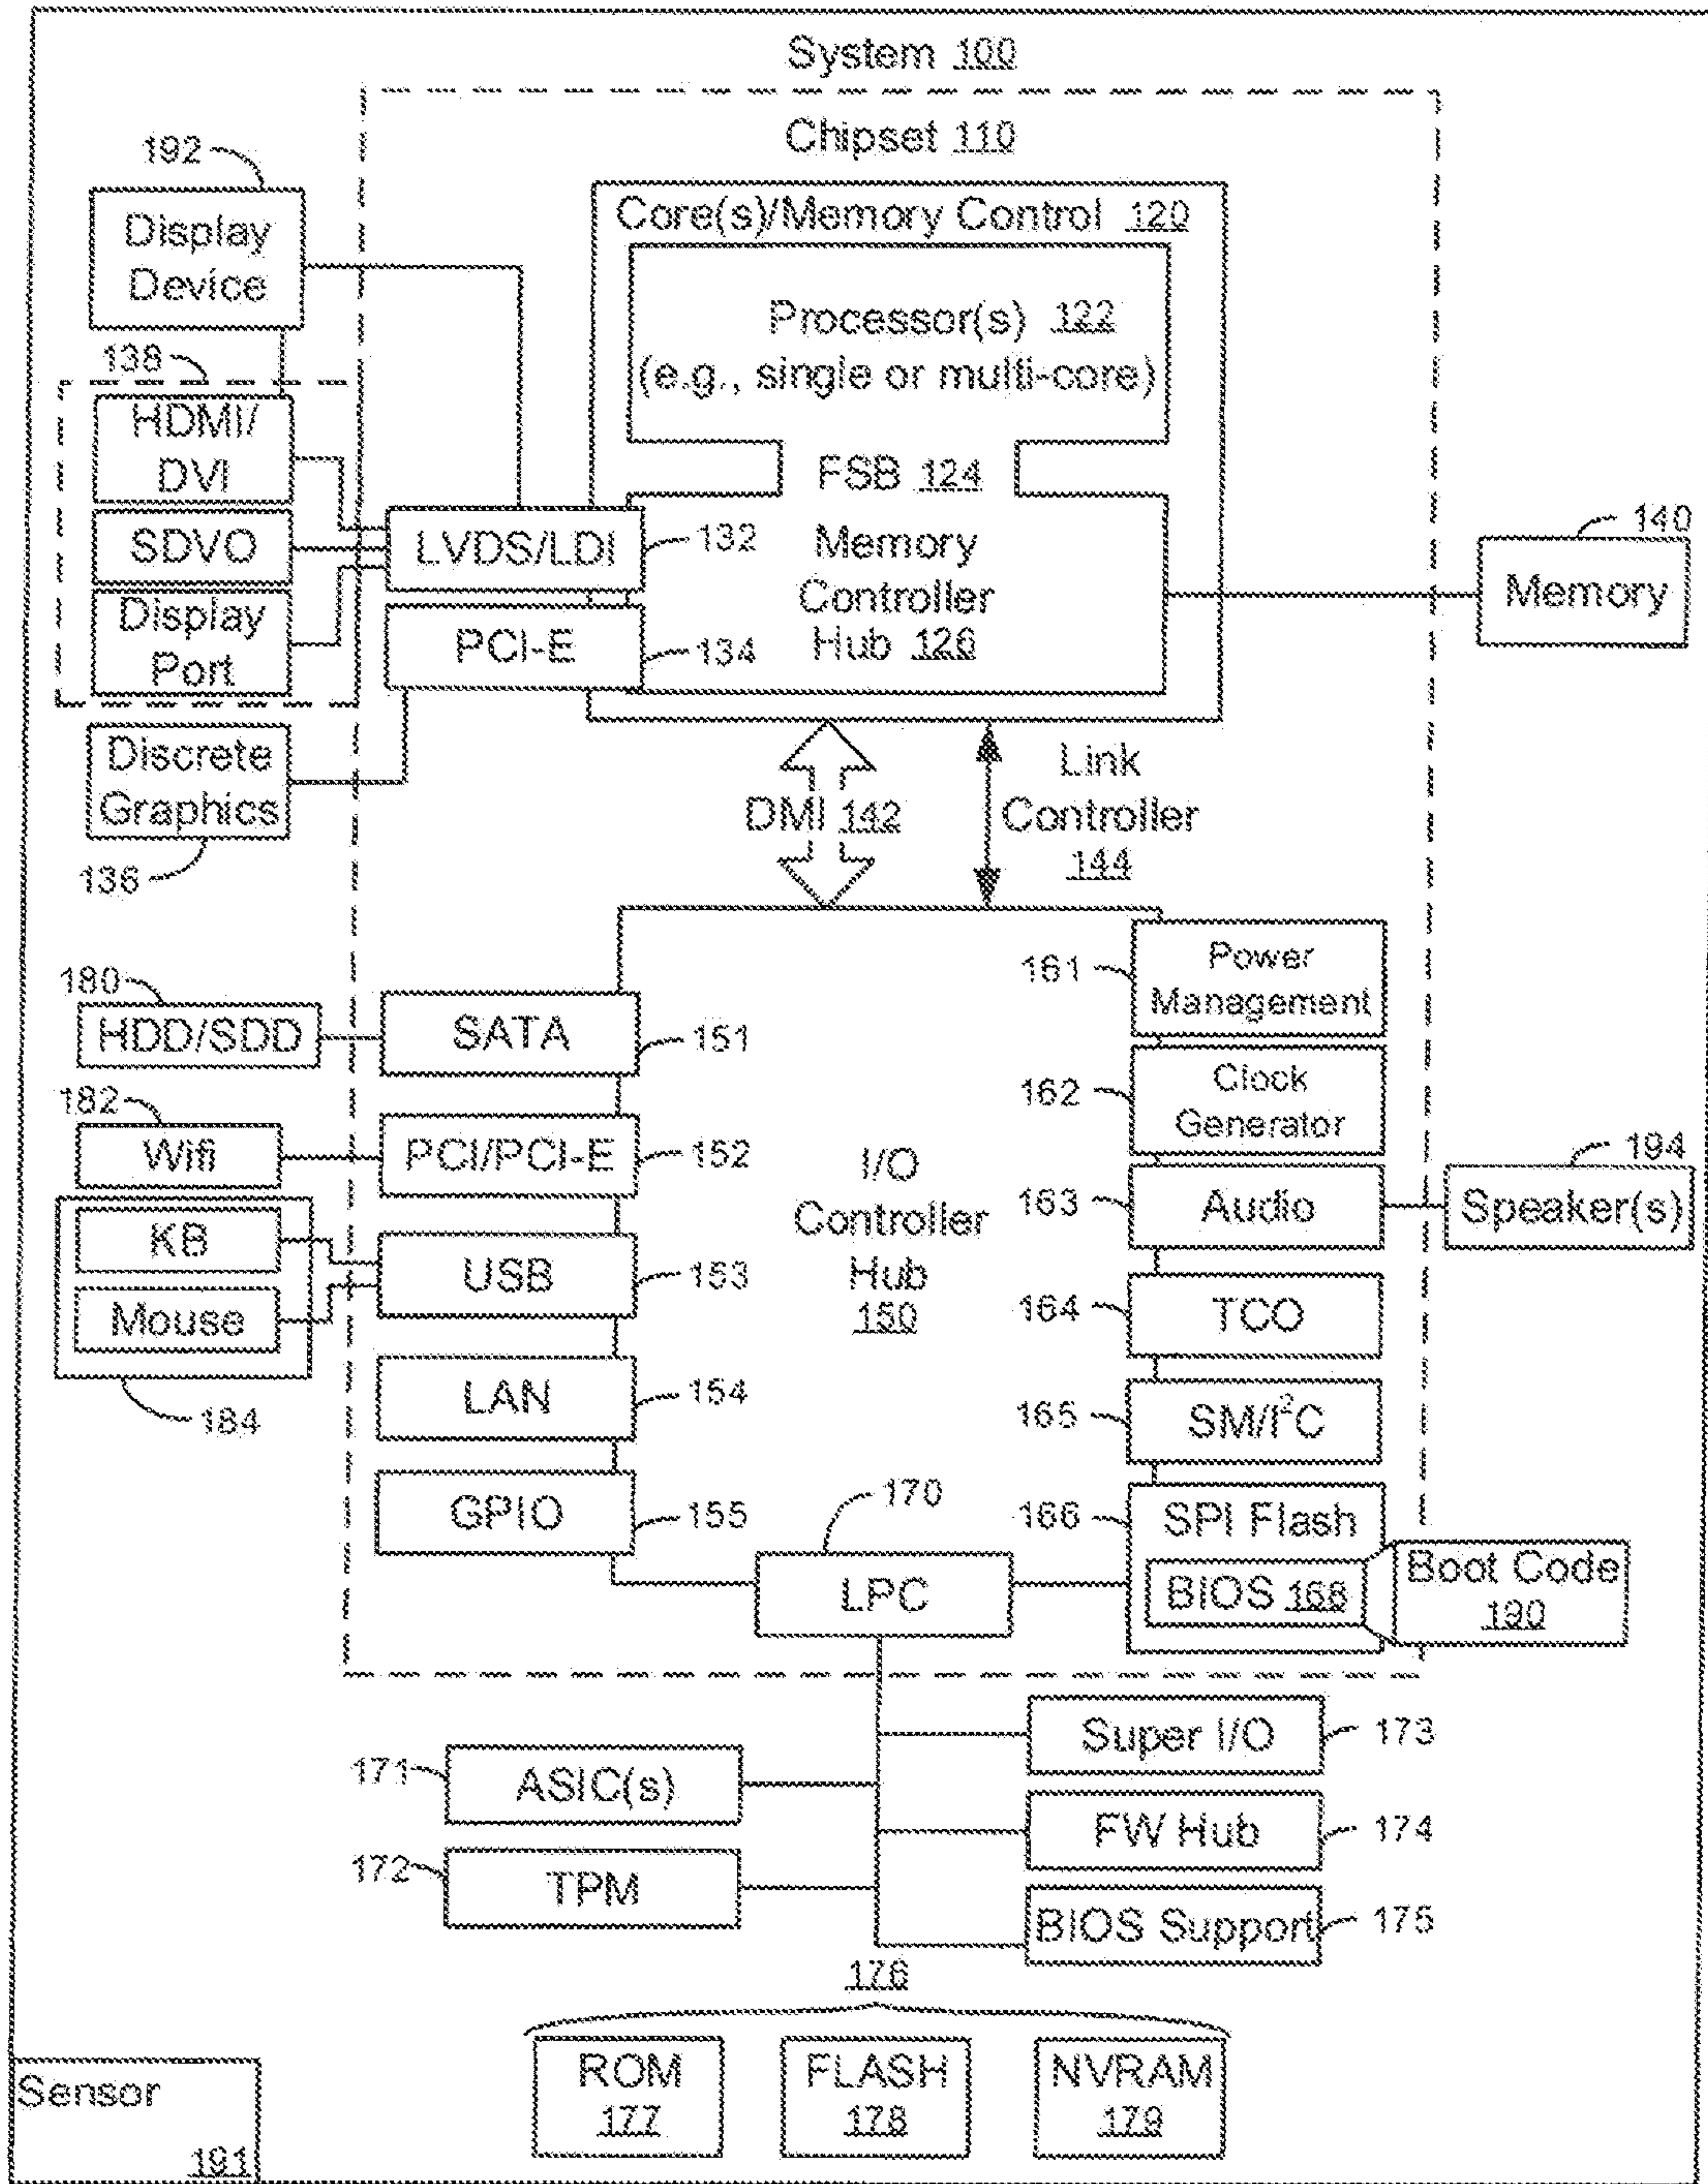 System 100
Chipset 110
192
Display
Device
Core(s)/Memory Control 120
Processor(s) 122
(e.g., single or multi-core)
138
HDMI/
DVI
SDVO
Display
Port
FSB 124
LVDS/LDI
132
PCI-E
134
Memory
Controller
Hub 126
140
Memory
Discrete
Graphics
136
DMI 142
Link
Controller
144
180
HDD/SDD
SATA
151
182
Wifi
PCI/PCI-E
152
KB
Mouse
184
USB
153
LAN
154
GPIO
155
I/O
Controller
Hub
150
161
Power
Management
162
Clock
Generator
163
Audio
194
Speaker(s)
164
TCO
165
SM/I²C
166
SPI Flash
BIOS 168
Boot Code
190
170
LPC
171
ASIC(s)
172
TPM
Super I/O
173
FW Hub
174
BIOS Support
175
176
ROM
177
FLASH
178
NVRAM
179
Sensor
191